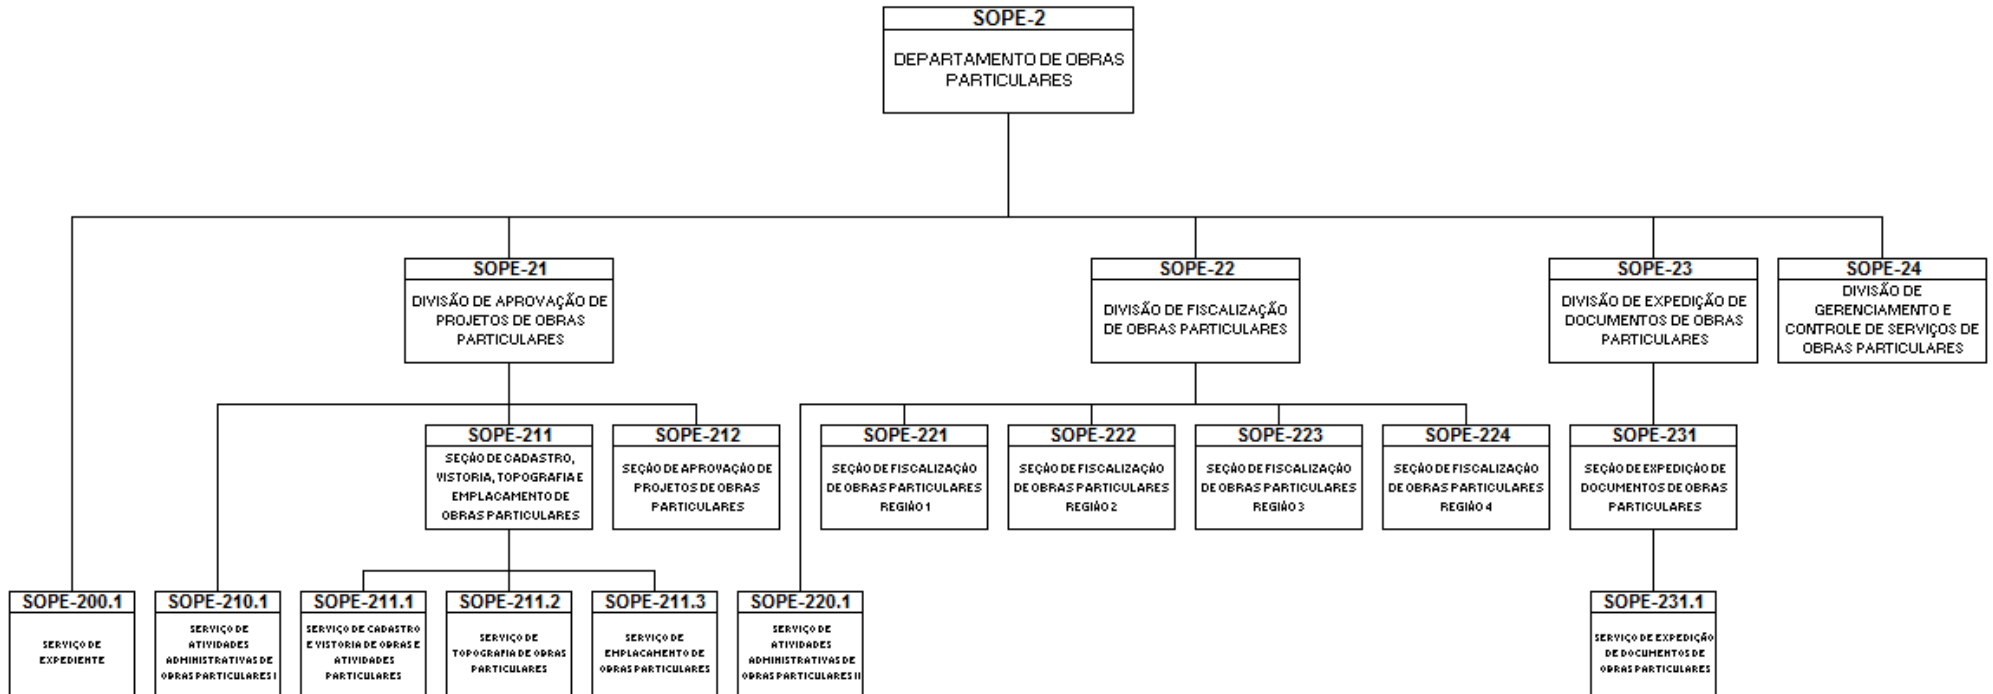 SOPE-2
DEPARTAMENTO DE OBRAS
PARTICULARES
SOPE-21
DIVISÃO DE APROVAÇÃO DE
PROJETOS DE OBRAS
PARTICULARES
SOPE-22
DIVISÃO DE FISCALIZAÇÃO
DE OBRAS PARTICULARES
SOPE-23
DIVISÃO DE EXPEDIÇÃO DE
DOCUMENTOS DE OBRAS
PARTICULARES
SOPE-24
DIVISÃO DE
GERENCIAMENTO E
CONTROLE DE SERVIÇOS DE
OBRAS PARTICULARES
SOPE-211
SEÇÃO DE CADASTRO,
VISTORIA, TOPOGRAFIA E
EMPLACAMENTO DE
OBRAS PARTICULARES
SOPE-212
SEÇÃO DE APROVAÇÃO DE
PROJETOS DE OBRAS
PARTICULARES
SOPE-221
SEÇÃO DE FISCALIZAÇÃO
DE OBRAS PARTICULARES
REGIÃO 1
SOPE-222
SEÇÃO DE FISCALIZAÇÃO
DE OBRAS PARTICULARES
REGIÃO 2
SOPE-223
SEÇÃO DE FISCALIZAÇÃO
DE OBRAS PARTICULARES
REGIÃO 3
SOPE-224
SEÇÃO DE FISCALIZAÇÃO
DE OBRAS PARTICULARES
REGIÃO 4
SOPE-231
SEÇÃO DE EXPEDIÇÃO DE
DOCUMENTOS DE OBRAS
PARTICULARES
SOPE-200.1
SERVIÇO DE
EXPEDIENTE
SOPE-210.1
SERVIÇO DE
ATIVIDADES
ADMINISTRATIVAS DE
OBRAS PARTICULARES I
SOPE-211.1
SERVIÇO DE CADASTRO
E VISTORIA DE OBRAS E
ATIVIDADES
PARTICULARES
SOPE-211.2
SERVIÇO DE
TOPOGRAFIA DE OBRAS
PARTICULARES
SOPE-211.3
SERVIÇO DE
EMPLACAMENTO DE
OBRAS PARTICULARES
SOPE-220.1
SERVIÇO DE
ATIVIDADES
ADMINISTRATIVAS DE
OBRAS PARTICULARES II
SOPE-231.1
SERVIÇO DE EXPEDIÇÃO
DE DOCUMENTOS DE
OBRAS PARTICULARES